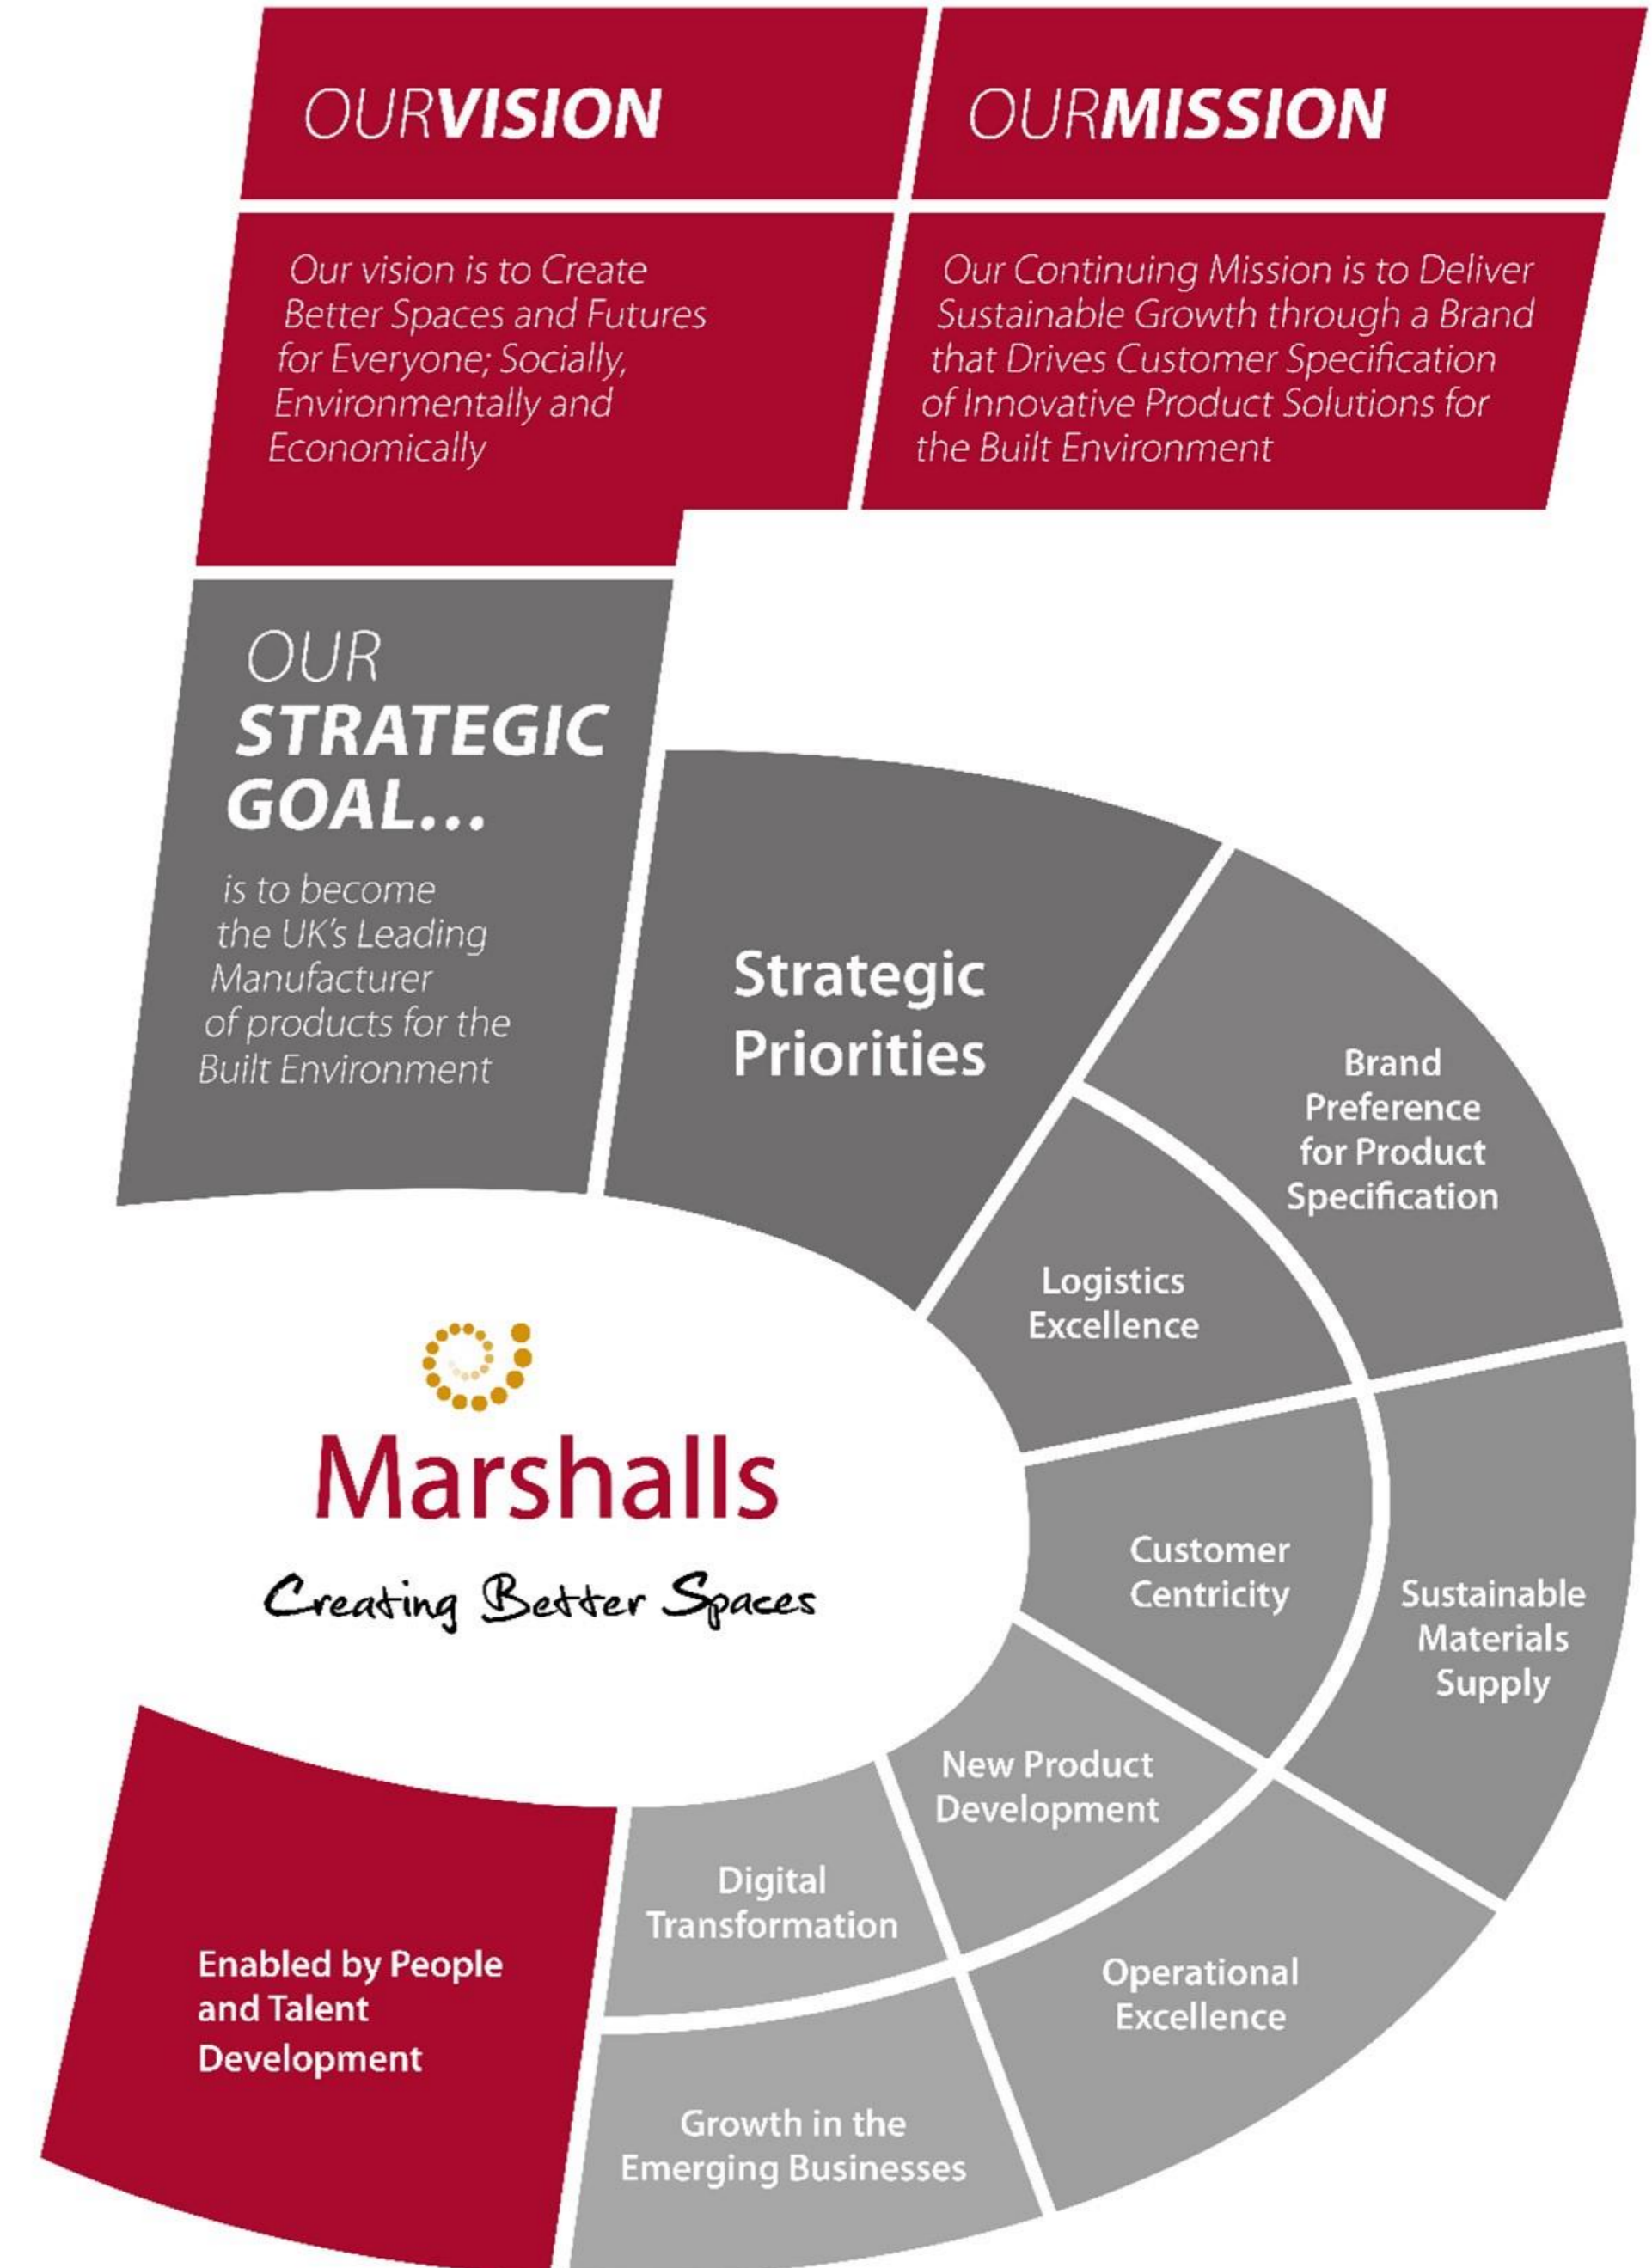 OURVISION
OURMISSION
Our vision is to Create
Better Spaces and Futures
for Everyone; Socially,
Environmentally and
Economically
Our Continuing Mission is to Deliver
Sustainable Growth through a Brand
that Drives Customer Specification
of Innovative Product Solutions for
the Built Environment
OUR
STRATEGIC
GOAL...
is to become
the UK's Leading
Manufacturer
of products for the
Built Environment
Strategic
Priorities
Brand
Preference
for Product
Specification
Logistics
Excellence
Customer
Centricity
Sustainable
Materials
Supply
New Product
Development
Operational
Excellence
Digital
Transformation
Growth in the
Emerging Businesses
Marshalls
Creating Better Spaces
Enabled by People
and Talent
Development